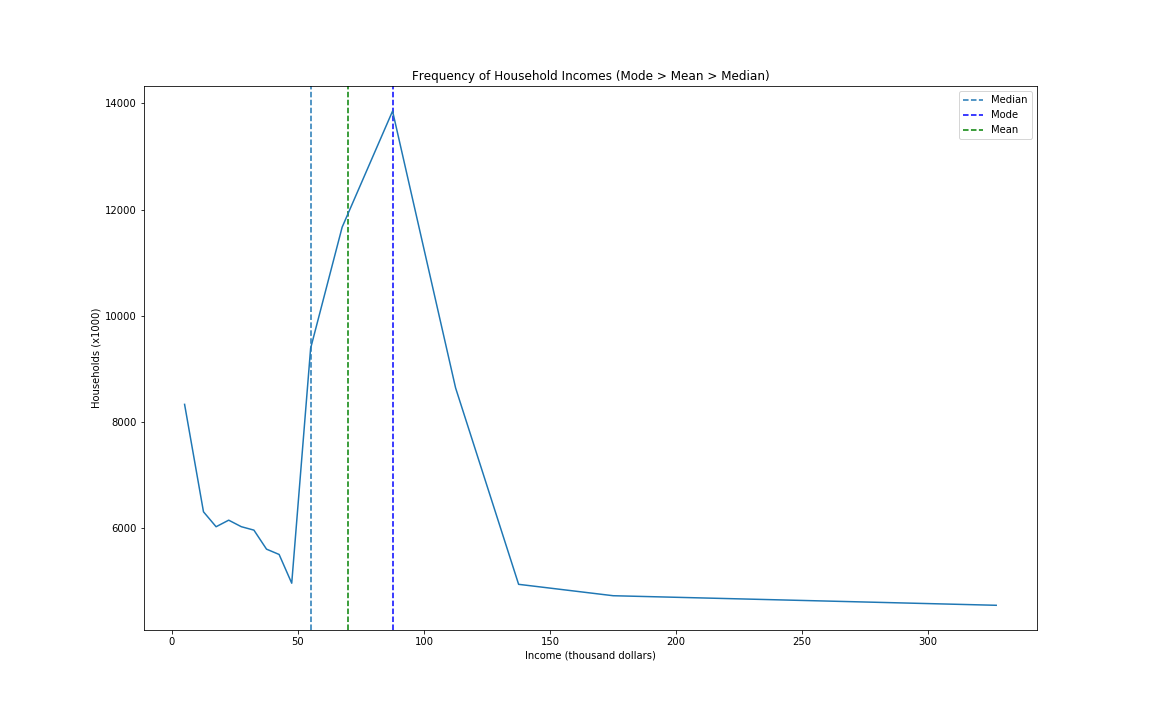 Frequency of Household Incomes (Mode > Mean > Median)
Median
Mode
Mean
14000
12000
10000
8000
6000
Households (x1000)
0 50 100 150 200 250 300
Income (thousand dollars)